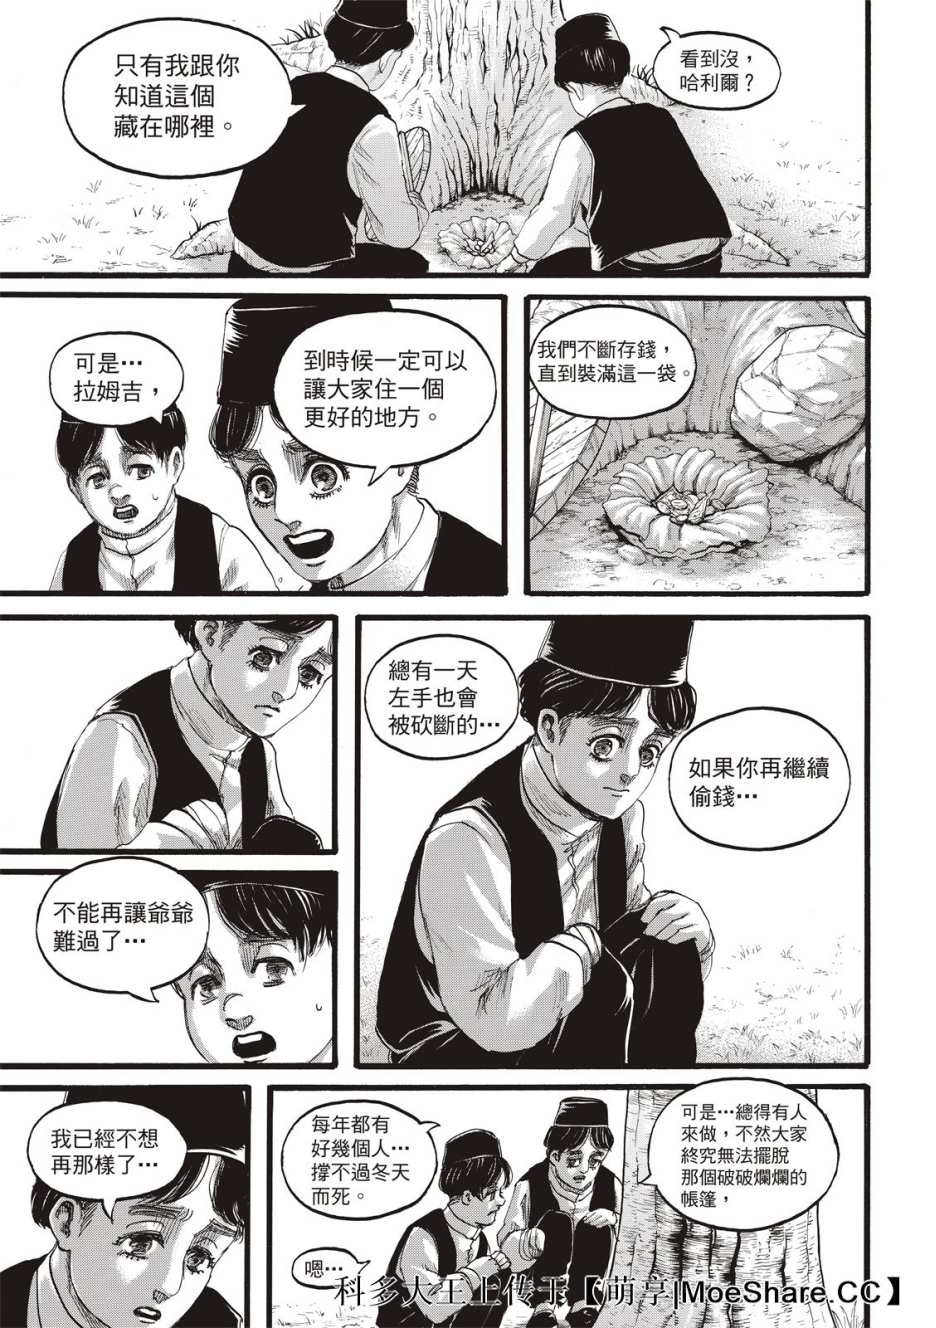 看到沒，
哈利爾？
只有我跟你
知道這個
藏在哪裡。
我們不斷存錢，
直到裝滿這一袋。
到時候一定可以
讓大家住一個
更好的地方。
可是…
拉姆吉，
如果你再繼續
偷錢…
總有一天
左手也會
被砍斷的…
不能再讓爺爺
難過了…
可是…總得有人
來做，不然大家
終究無法擺脫
那個破破爛爛的
帳篷，
每年都有
好幾個人…
撐不過冬天
而死。
嗯…
我已經不想
再那樣了…
科多大王上传于【萌享|MoeShare.CC】